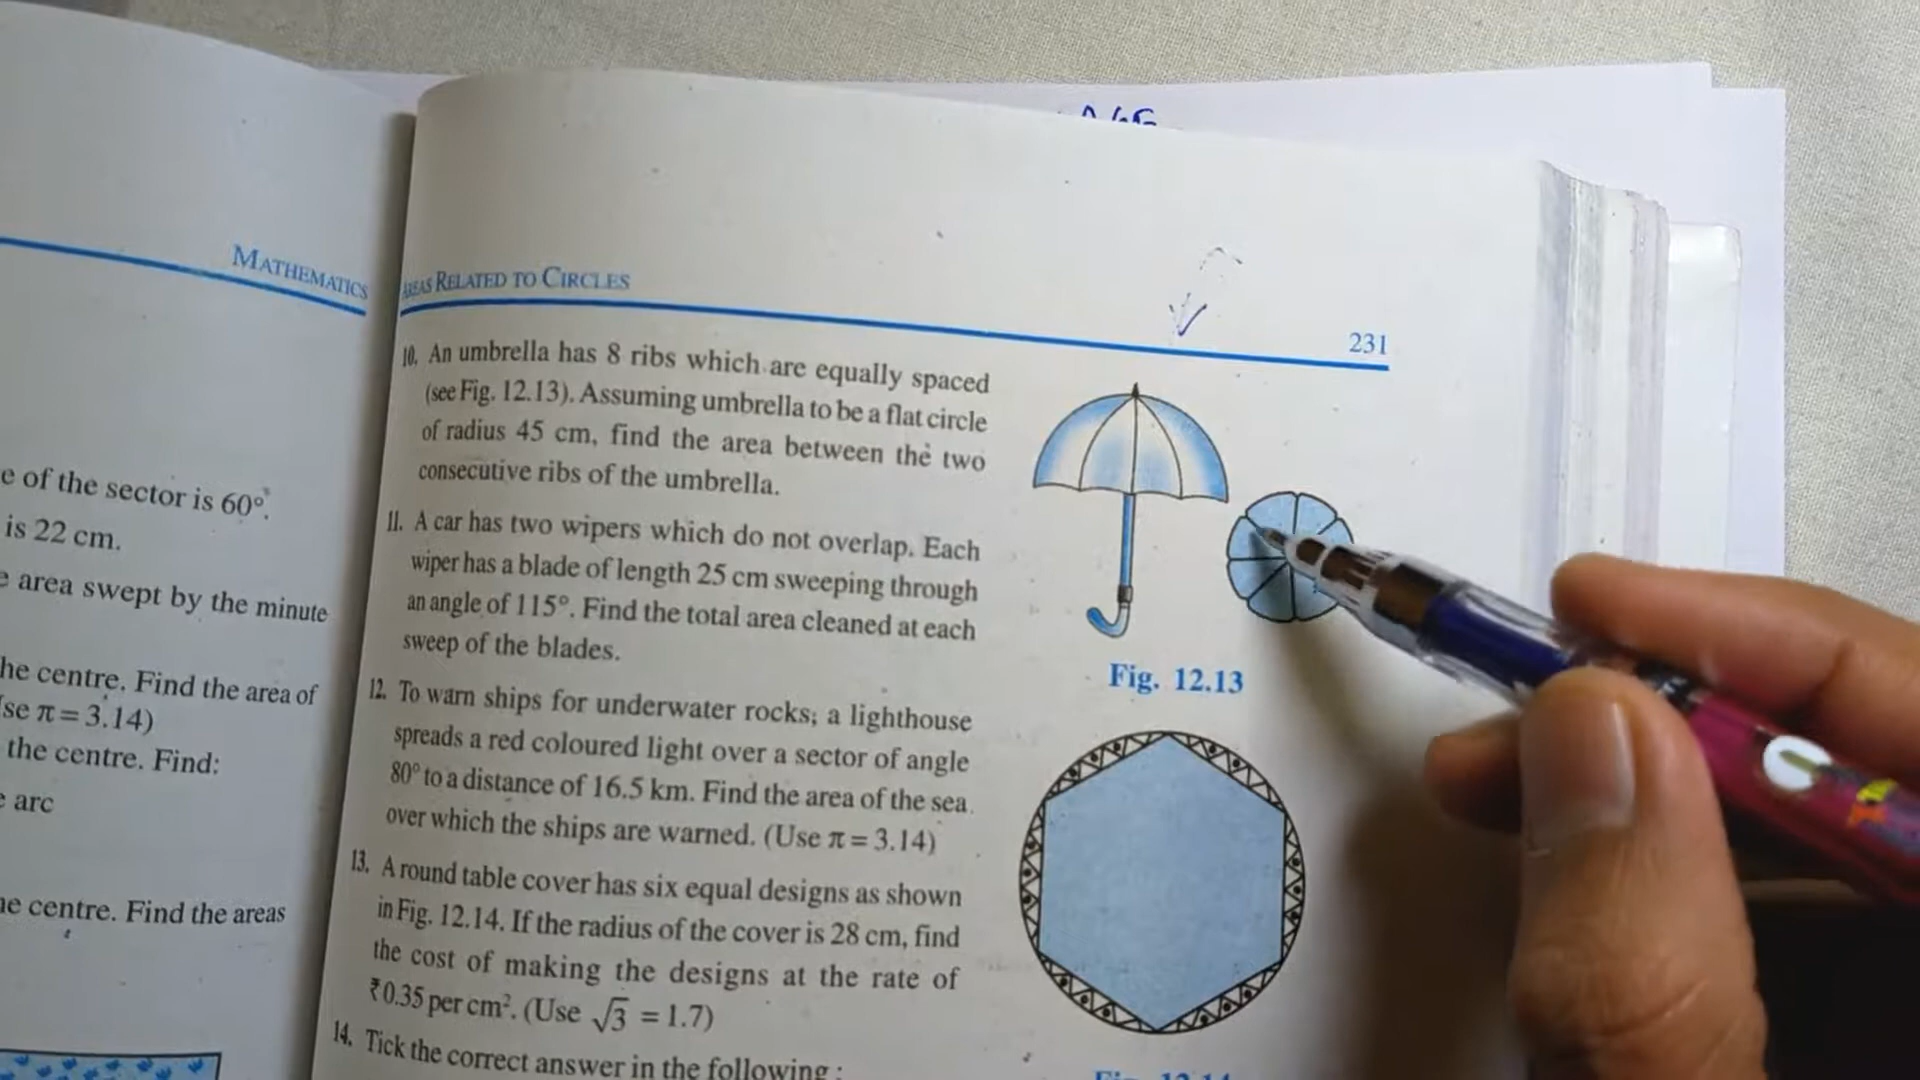 MATHEMATICS
e of the sector is 60°.
is 22 cm.
e area swept by the minute
he centre. Find the area of
se π = 3.14)
the centre. Find:
e arc
he centre. Find the areas
AREAS RELATED TO CIRCLES
231
10. An umbrella has 8 ribs which are equally spaced
(see Fig. 12.13). Assuming umbrella to be a flat circle
of radius 45 cm, find the area between the two
consecutive ribs of the umbrella.
11. A car has two wipers which do not overlap. Each
wiper has a blade of length 25 cm sweeping through
an angle of 115°. Find the total area cleaned at each
sweep of the blades.
Fig. 12.13
12. To warn ships for underwater rocks, a lighthouse
spreads a red coloured light over a sector of angle
80° to a distance of 16.5 km. Find the area of the sea
over which the ships are warned. (Use π = 3.14)
13. A round table cover has six equal designs as shown
in Fig. 12.14. If the radius of the cover is 28 cm, find
the cost of making the designs at the rate of
₹ 0.35 per cm². (Use √3 = 1.7)
14. Tick the correct answer in the following :
Fig. 12.14